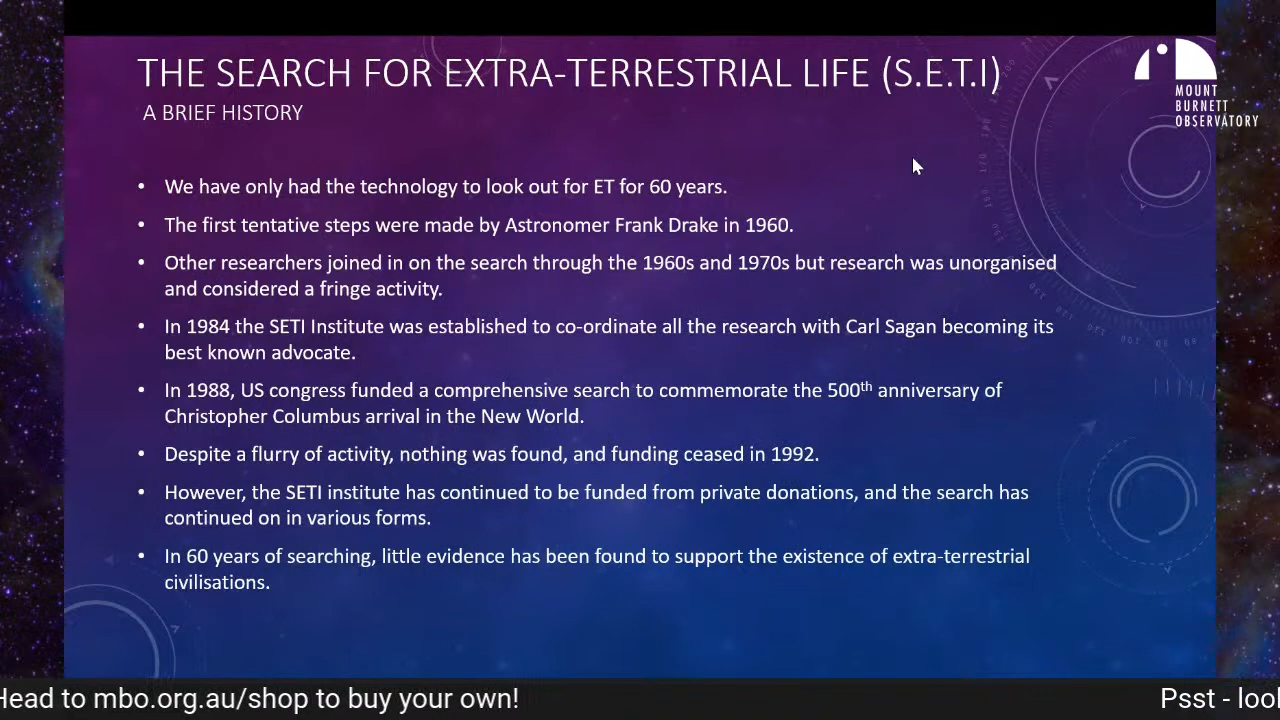 THE SEARCH FOR EXTRA-TERRESTRIAL LIFE (S.E.T.I)
A BRIEF HISTORY
MOUNT
BURNETT
OBSERVATORY
• We have only had the technology to look out for ET for 60 years.
• The first tentative steps were made by Astronomer Frank Drake in 1960.
• Other researchers joined in on the search through the 1960s and 1970s but research was unorganised
and considered a fringe activity.
• In 1984 the SETI Institute was established to co-ordinate all the research with Carl Sagan becoming its
best known advocate.
• In 1988, US congress funded a comprehensive search to commemorate the 500th anniversary of
Christopher Columbus arrival in the New World.
• Despite a flurry of activity, nothing was found, and funding ceased in 1992.
• However, the SETI institute has continued to be funded from private donations, and the search has
continued on in various forms.
• In 60 years of searching, little evidence has been found to support the existence of extra-terrestrial
civilisations.
Head to mbo.org.au/shop to buy your own!
Psst - loo